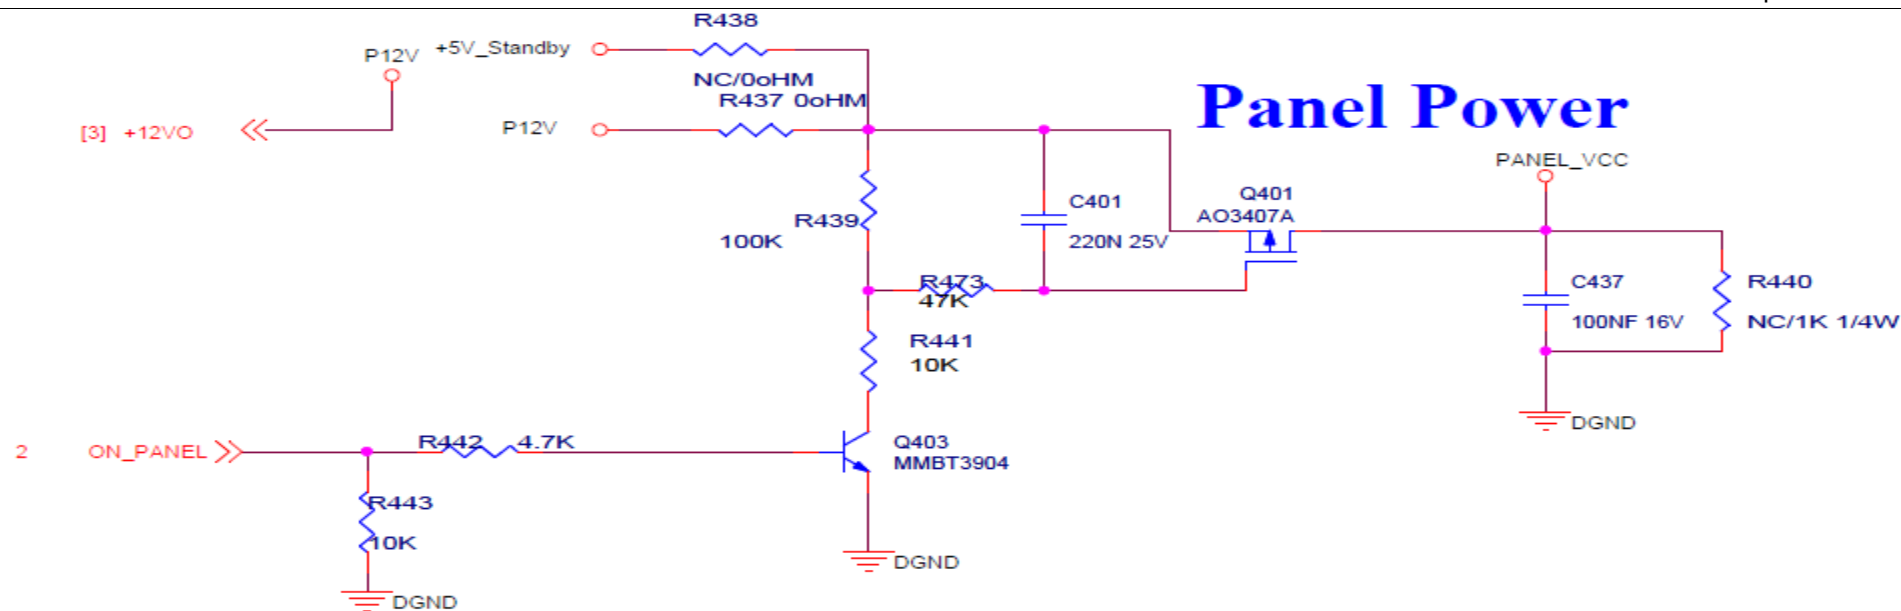 R438
P12V
+5V_Standby
NC/0oHM
R437 0oHM
Panel Power
[3] +12VO
P12V
PANEL_VCC
Q401
AO3407A
C401
R439
100K
220N 25V
R473
47K
C437
R440
100NF 16V
NC/1K 1/4W
R441
10K
DGND
2 ON_PANEL
R442 4.7K
Q403
MMBT3904
R443
10K
DGND
DGND